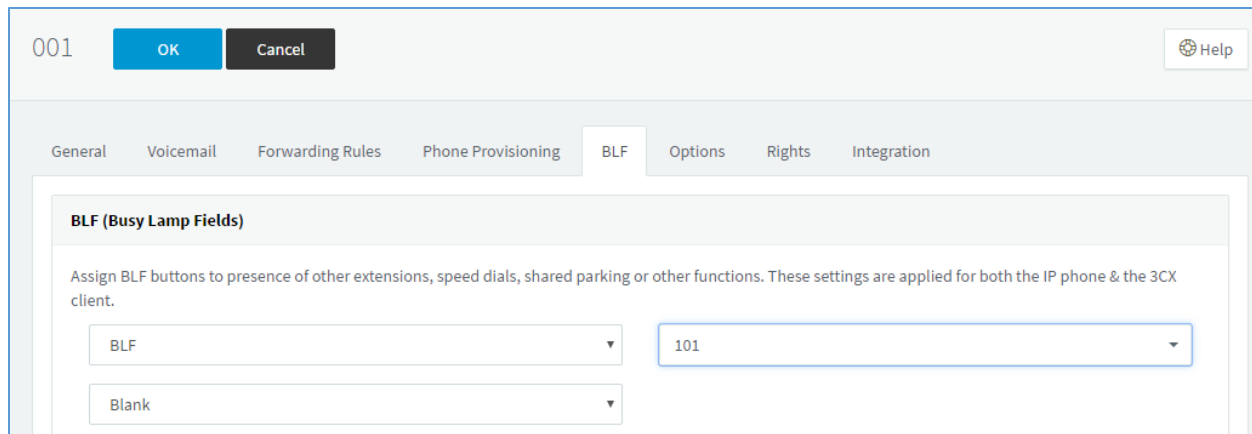 001 OK Cancel Help
General Voicemail Forwarding Rules Phone Provisioning BLF Options Rights Integration
BLF (Busy Lamp Fields)
Assign BLF buttons to presence of other extensions, speed dials, shared parking or other functions. These settings are applied for both the IP phone & the 3CX
client.
BLF 101
Blank